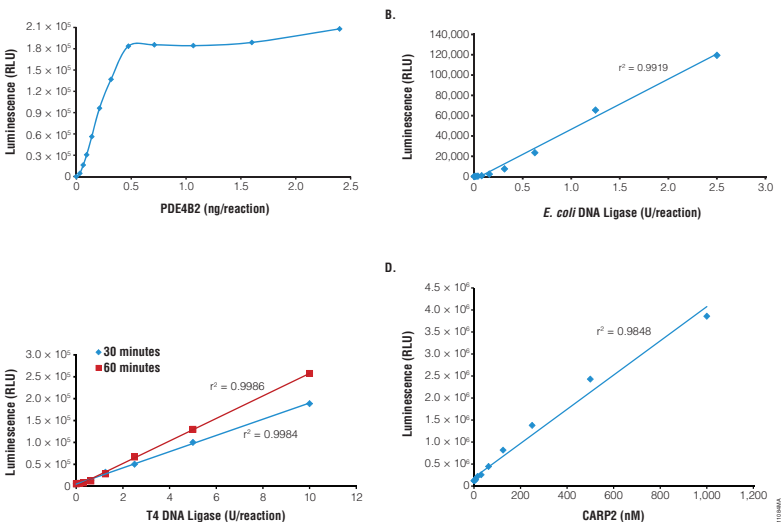 Luminescence (RLU)
2.1 × 10⁵
1.8 × 10⁵
1.5 × 10⁵
1.2 × 10⁵
0.9 × 10⁵
0.6 × 10⁵
0.3 × 10⁵
0
0 0.5 1.0 1.5 2.0 2.5
PDE4B2 (ng/reaction)
B.
Luminescence (RLU)
140,000
120,000
100,000
80,000
60,000
40,000
20,000
0
r² = 0.9919
0 0.5 1.0 1.5 2.0 2.5 3.0
E. coli DNA Ligase (U/reaction)
Luminescence (RLU)
3.0 × 10⁵
2.5 × 10⁵
2.0 × 10⁵
1.5 × 10⁵
1.0 × 10⁵
0.5 × 10⁵
0
30 minutes
60 minutes
r² = 0.9986
r² = 0.9984
0 2 4 6 8 10 12
T4 DNA Ligase (U/reaction)
D.
Luminescence (RLU)
4.5 × 10⁶
4.0 × 10⁶
3.5 × 10⁶
3.0 × 10⁶
2.5 × 10⁶
2.0 × 10⁶
1.5 × 10⁶
1.0 × 10⁶
0.5 × 10⁶
0
r² = 0.9848
0 200 400 600 800 1,000 1,200
CARP2 (nM)